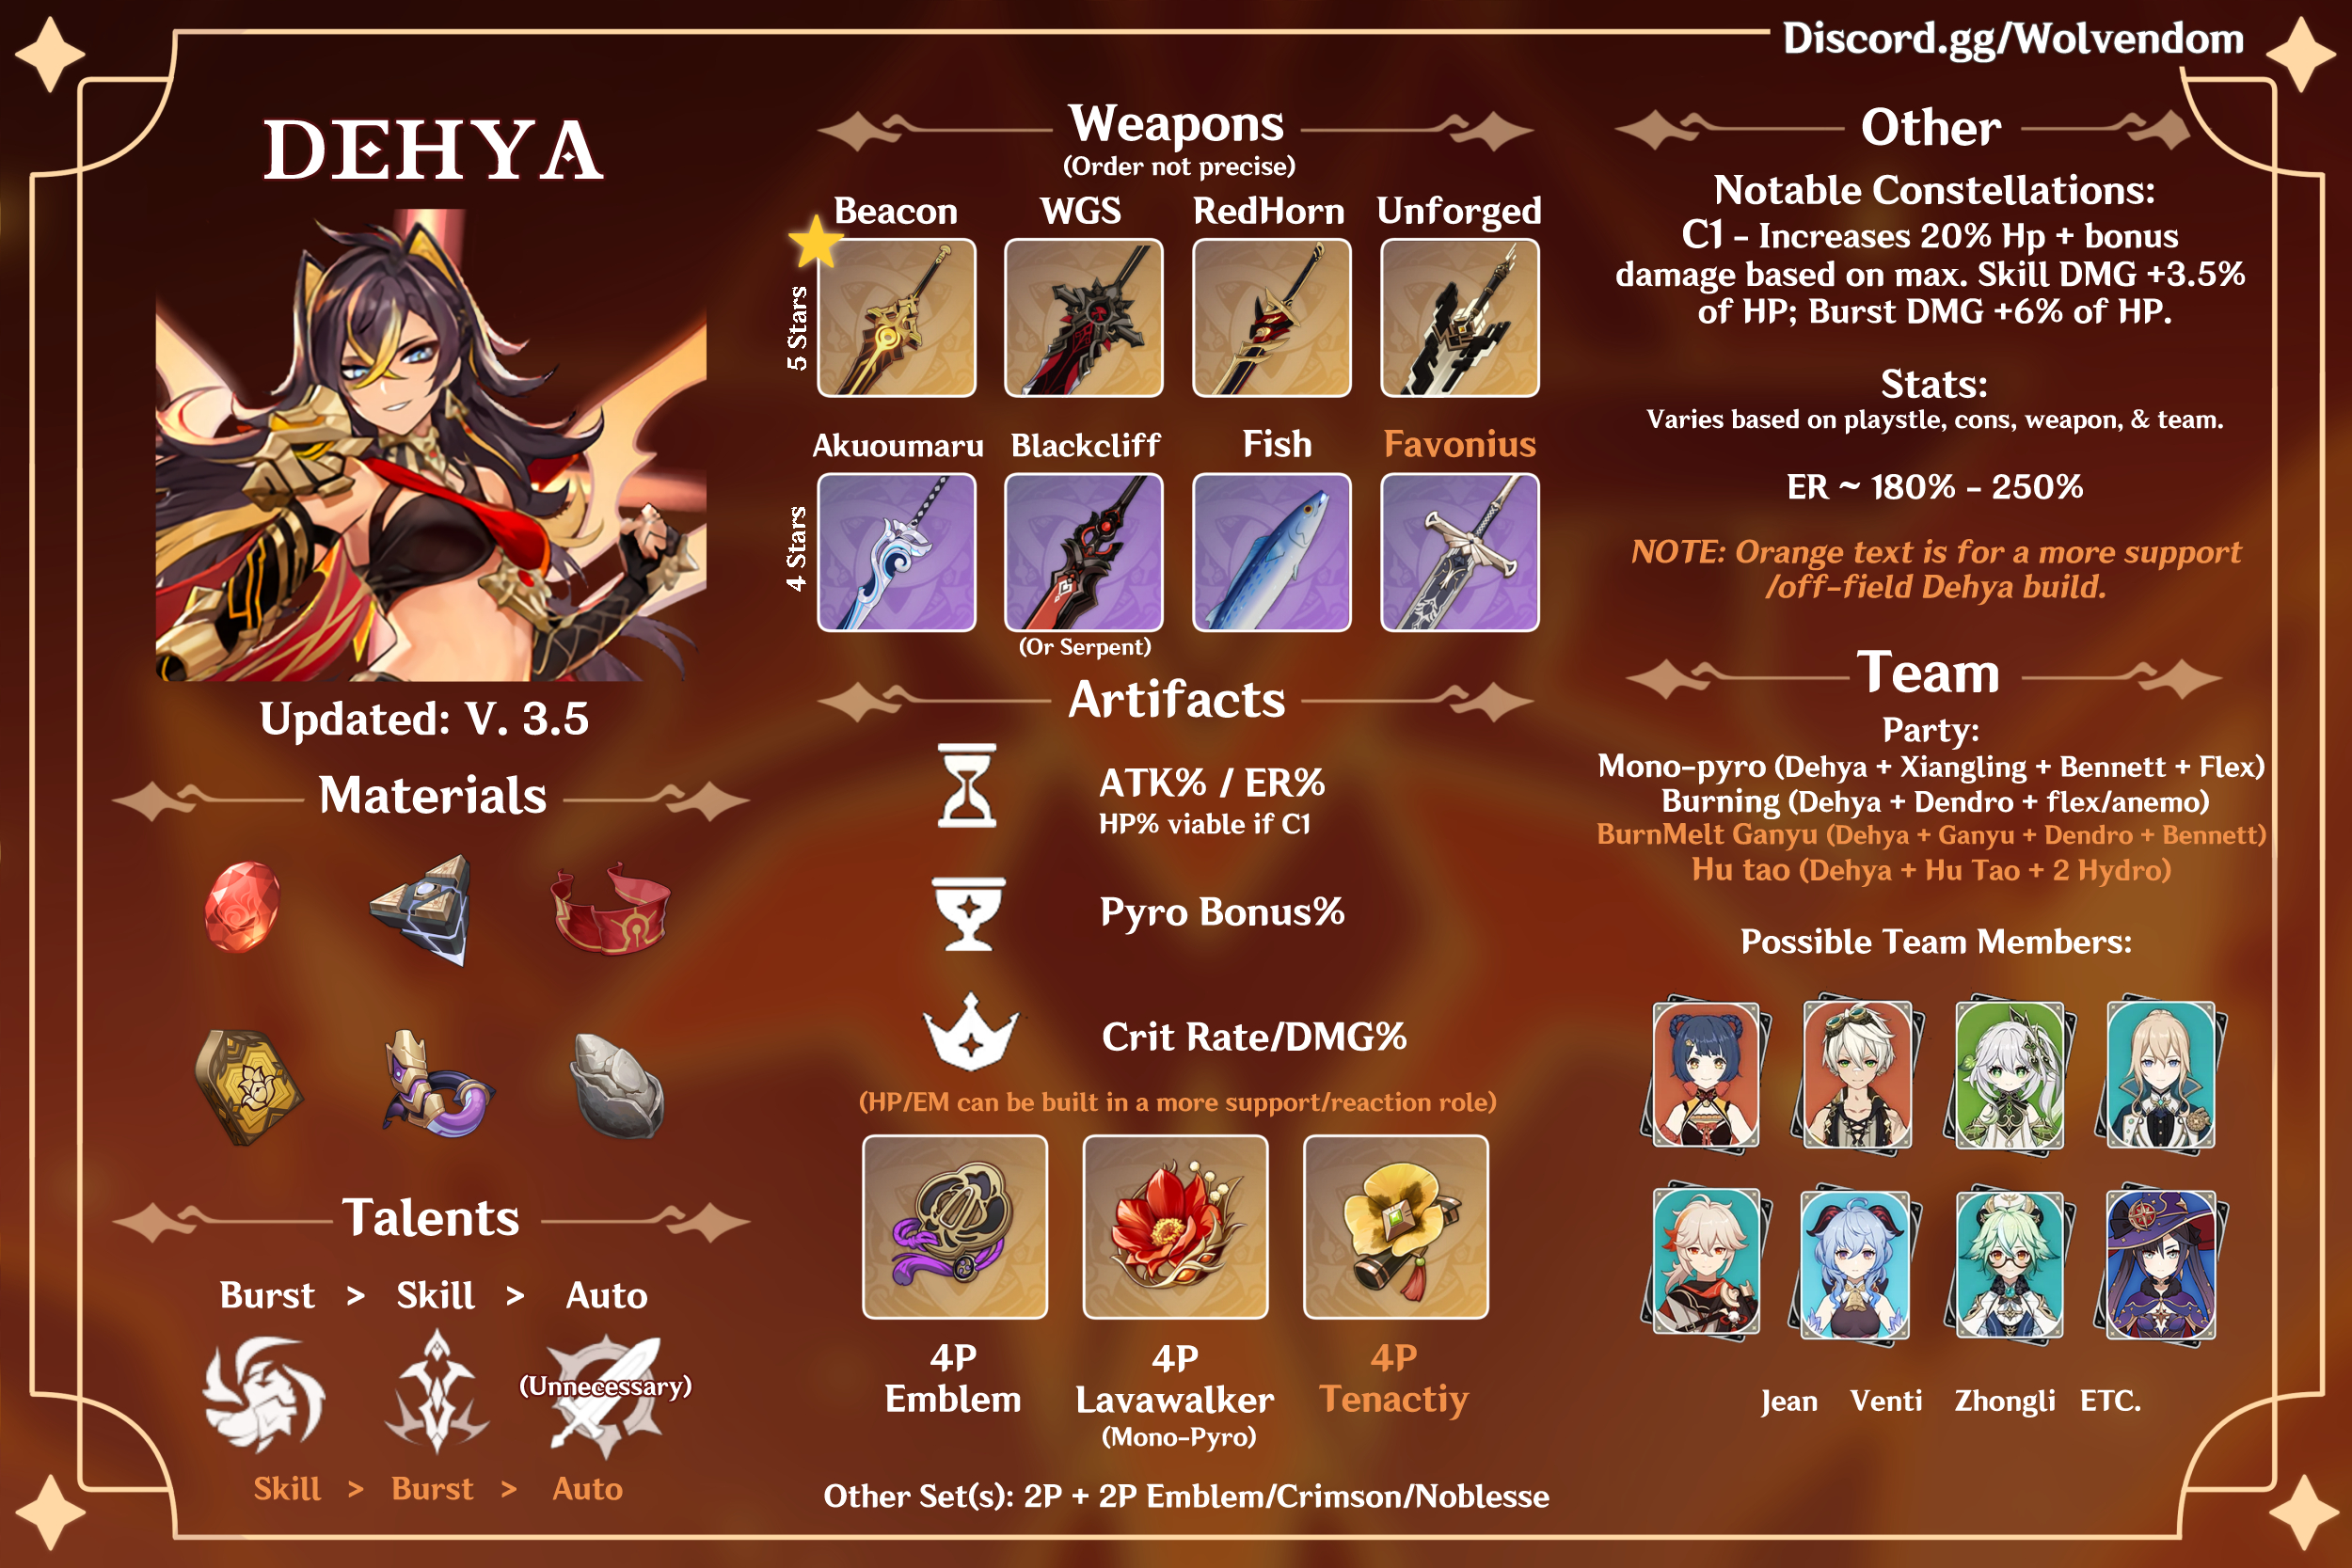 Discord.gg/Wolvendom
DEHYA
Updated: V. 3.5
Materials
Talents
Burst > Skill > Auto
(Unnecessary)
Skill > Burst > Auto
Weapons
(Order not precise)
Beacon WGS RedHorn Unforged
5 Stars
Akuoumaru Blackcliff Fish Favonius
4 Stars
(Or Serpent)
Artifacts
ATK% / ER%
HP% viable if C1
Pyro Bonus%
Crit Rate/DMG%
(HP/EM can be built in a more support/reaction role)
4P 4P 4P
Emblem Lavawalker Tenactiy
(Mono-Pyro)
Other Set(s): 2P + 2P Emblem/Crimson/Noblesse
Other
Notable Constellations:
C1 - Increases 20% Hp + bonus
damage based on max. Skill DMG +3.5%
of HP; Burst DMG +6% of HP.
Stats:
Varies based on playstle, cons, weapon, & team.
ER ~ 180% - 250%
NOTE: Orange text is for a more support
/off-field Dehya build.
Team
Party:
Mono-pyro (Dehya + Xiangling + Bennett + Flex)
Burning (Dehya + Dendro + flex/anemo)
BurnMelt Ganyu (Dehya + Ganyu + Dendro + Bennett)
Hu tao (Dehya + Hu Tao + 2 Hydro)
Possible Team Members:
Jean Venti Zhongli ETC.